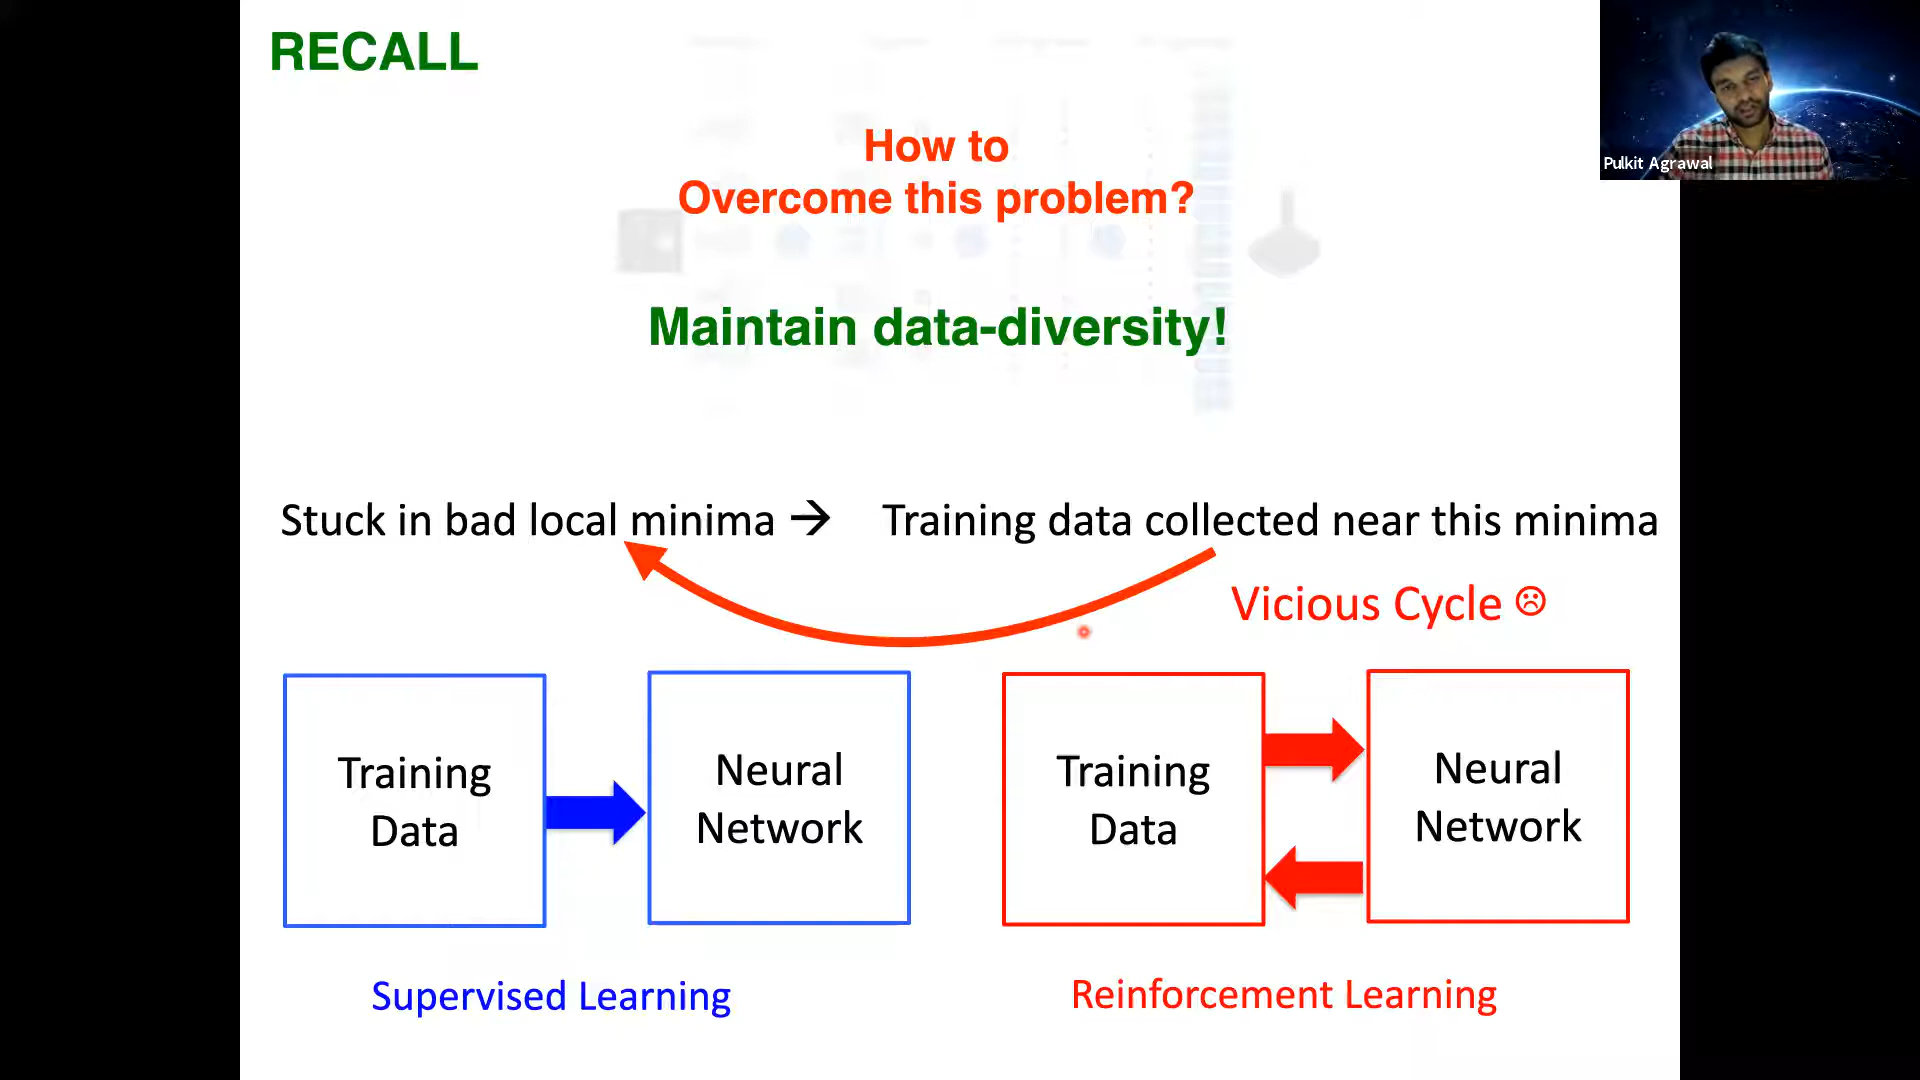 RECALL
How to
Overcome this problem?
Maintain data-diversity!
Pulkit Agrawal
Stuck in bad local minima → Training data collected near this minima
Vicious Cycle ☹
Training
Data
Neural
Network
Training
Data
Neural
Network
Supervised Learning
Reinforcement Learning